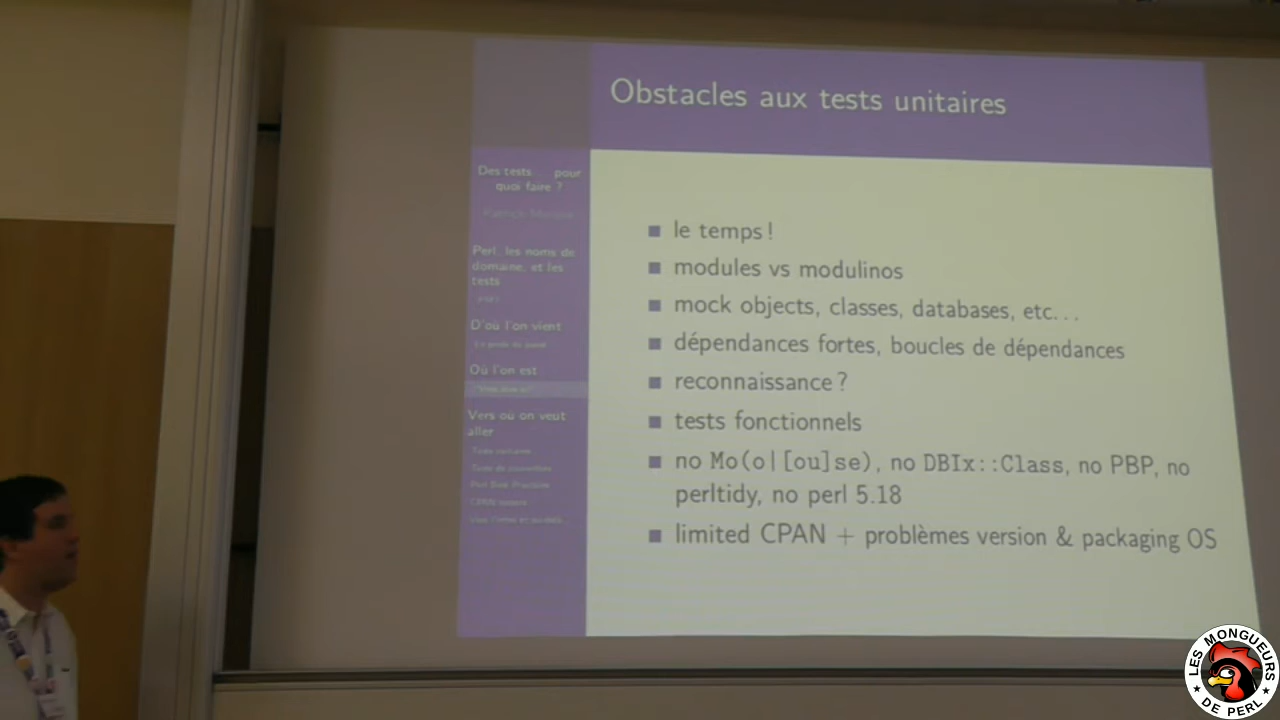 Obstacles aux tests unitaires
Des tests... pour
quoi faire ?
Perl, les noms de
domaine, et les
tests
D'où l'on vient
Où l'on est
Vers où on veut
aller
le temps !
modules vs modulinos
mock objects, classes, databases, etc...
dépendances fortes, boucles de dépendances
reconnaissance ?
tests fonctionnels
no Mo(o|[ou]se), no DBIx::Class, no PBP, no
perltidy, no perl 5.18
limited CPAN + problèmes version & packaging OS
LES MONGUEURS
DE PERL